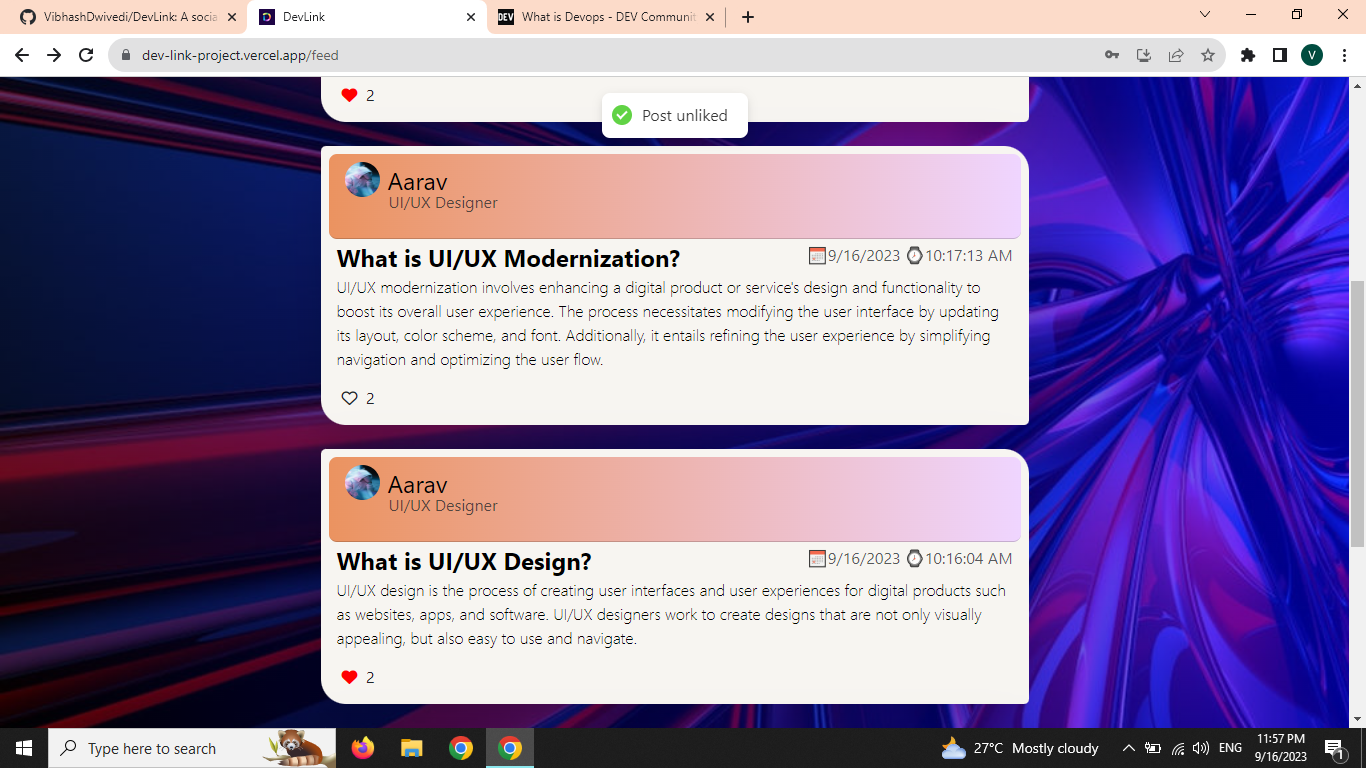 VibhashDwivedi/DevLink: A socia
DevLink
DEV
What is Devops - DEV Communit
dev-link-project.vercel.app/feed
V
2
Post unliked
Aarav
UI/UX Designer
What is UI/UX Modernization?
9/16/2023 10:17:13 AM
UI/UX modernization involves enhancing a digital product or service's design and functionality to
boost its overall user experience. The process necessitates modifying the user interface by updating
its layout, color scheme, and font. Additionally, it entails refining the user experience by simplifying
navigation and optimizing the user flow.
2
Aarav
UI/UX Designer
What is UI/UX Design?
9/16/2023 10:16:04 AM
UI/UX design is the process of creating user interfaces and user experiences for digital products such
as websites, apps, and software. UI/UX designers work to create designs that are not only visually
appealing, but also easy to use and navigate.
2
Type here to search
27°C Mostly cloudy
ENG
11:57 PM
9/16/2023
1